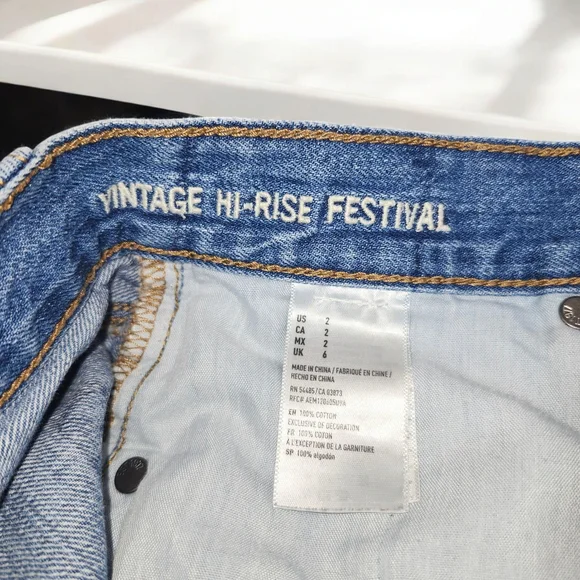 VINTAGE HI-RISE FESTIVAL
US 2
CA 2
MX 2
UK 6
MADE IN CHINA / FABRIQUÉ EN CHINE /
HECHO EN CHINA
RN 54485/CA 03873
RFC# AEM120405UYA
EN 100% COTTON
EXCLUSIVE OF DECORATION
FR 100% COTON
À L'EXCEPTION DE LA GARNITURE
SP 100% algodón